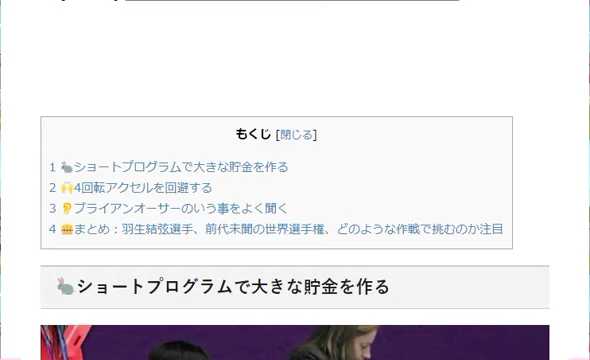 もくじ [閉じる]
1 🐇ショートプログラムで大きな貯金を作る
2 🙌4回転アクセルを回避する
3 👂ブライアンオーサーのいう事をよく聞く
4 🍔まとめ：羽生結弦選手、前代未聞の世界選手権、どのような作戦で挑むのか注目
🐇ショートプログラムで大きな貯金を作る